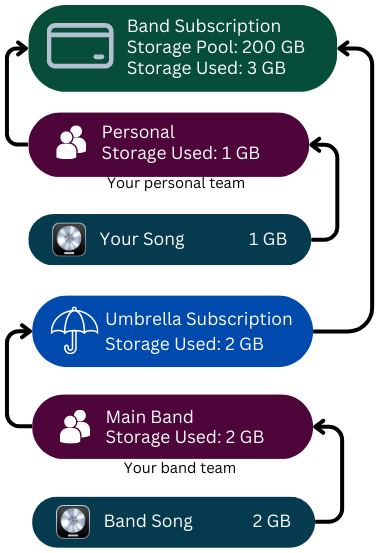 Band Subscription
Storage Pool: 200 GB
Storage Used: 3 GB
Personal
Storage Used: 1 GB
Your personal team
Your Song 1 GB
Umbrella Subscription
Storage Used: 2 GB
Main Band
Storage Used: 2 GB
Your band team
Band Song 2 GB